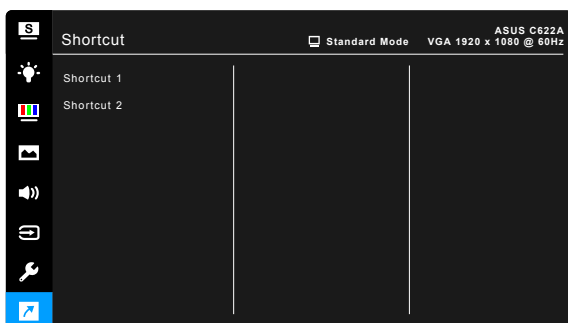 S
Shortcut
Standard Mode
ASUS C622A
VGA 1920 x 1080 @ 60Hz
Shortcut 1
Shortcut 2